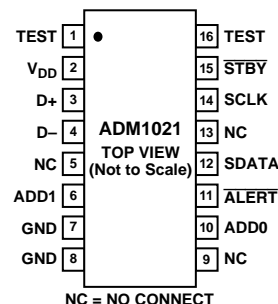 TEST 1 16 TEST
VDD 2 15 STBY
D+ 3 14 SCLK
D– 4 ADM1021 13 NC
TOP VIEW
NC 5 (Not to Scale) 12 SDATA
ADD1 6 11 ALERT
GND 7 10 ADD0
GND 8 9 NC
NC = NO CONNECT